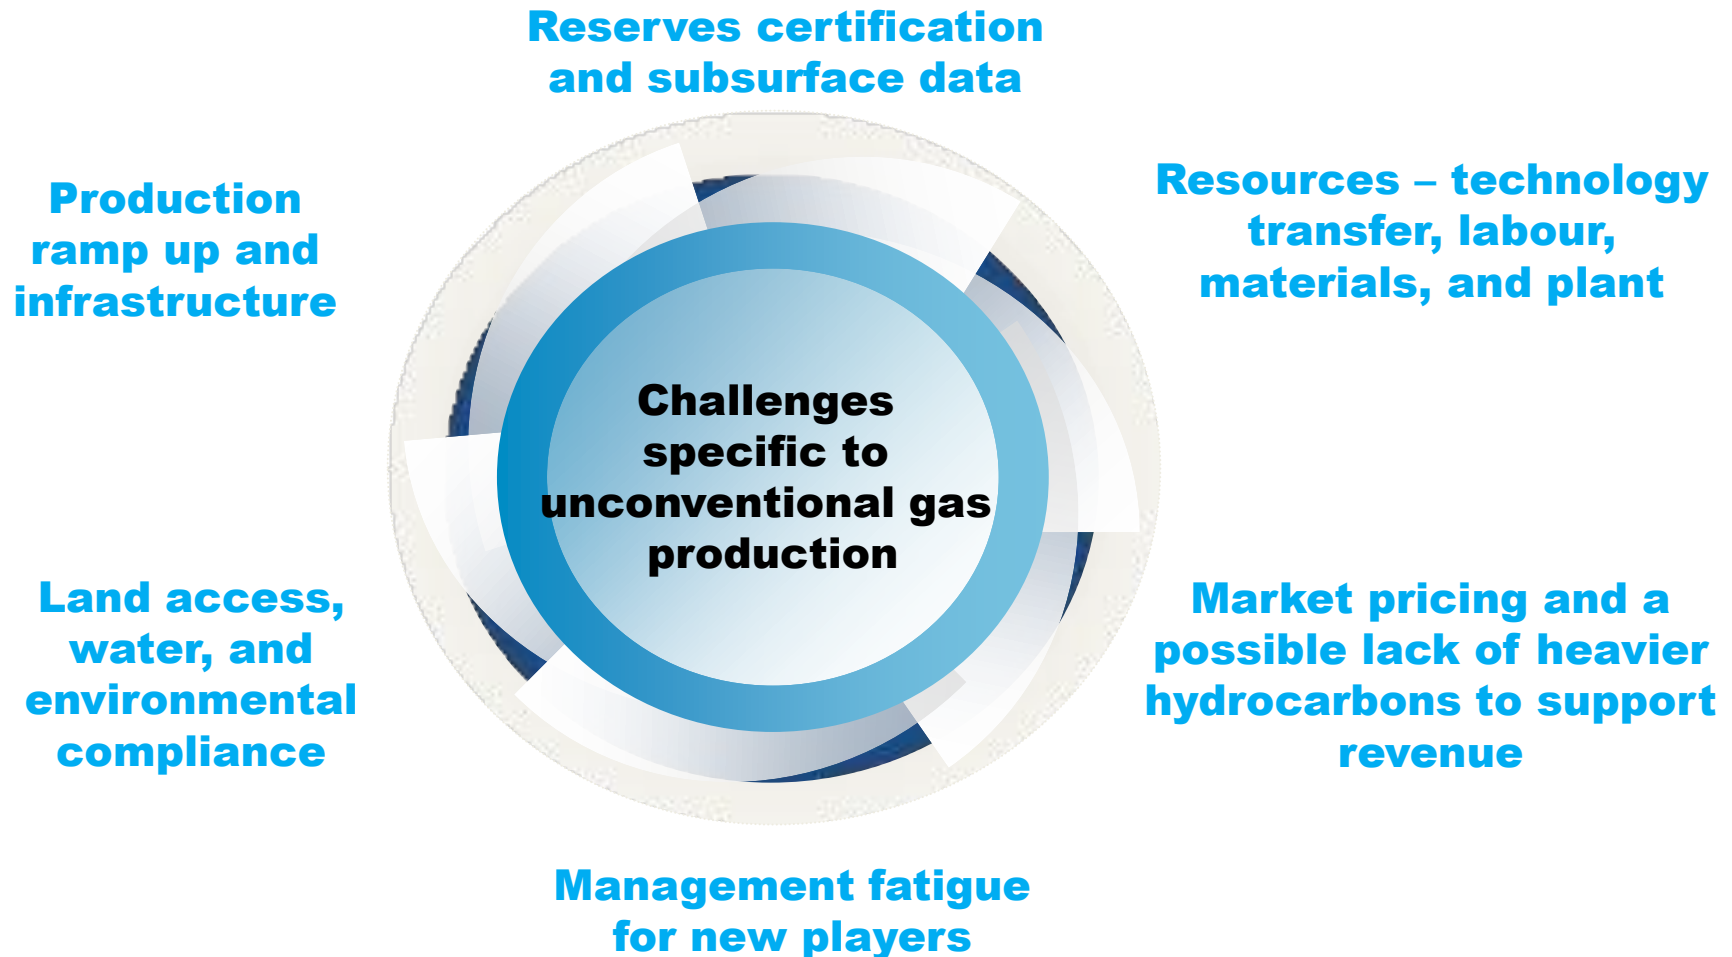 Reserves certification
and subsurface data
Resources – technology
transfer, labour,
materials, and plant
Market pricing and a
possible lack of heavier
hydrocarbons to support
revenue
Management fatigue
for new players
Land access,
water, and
environmental
compliance
Production
ramp up and
infrastructure
Challenges
specific to
unconventional gas
production